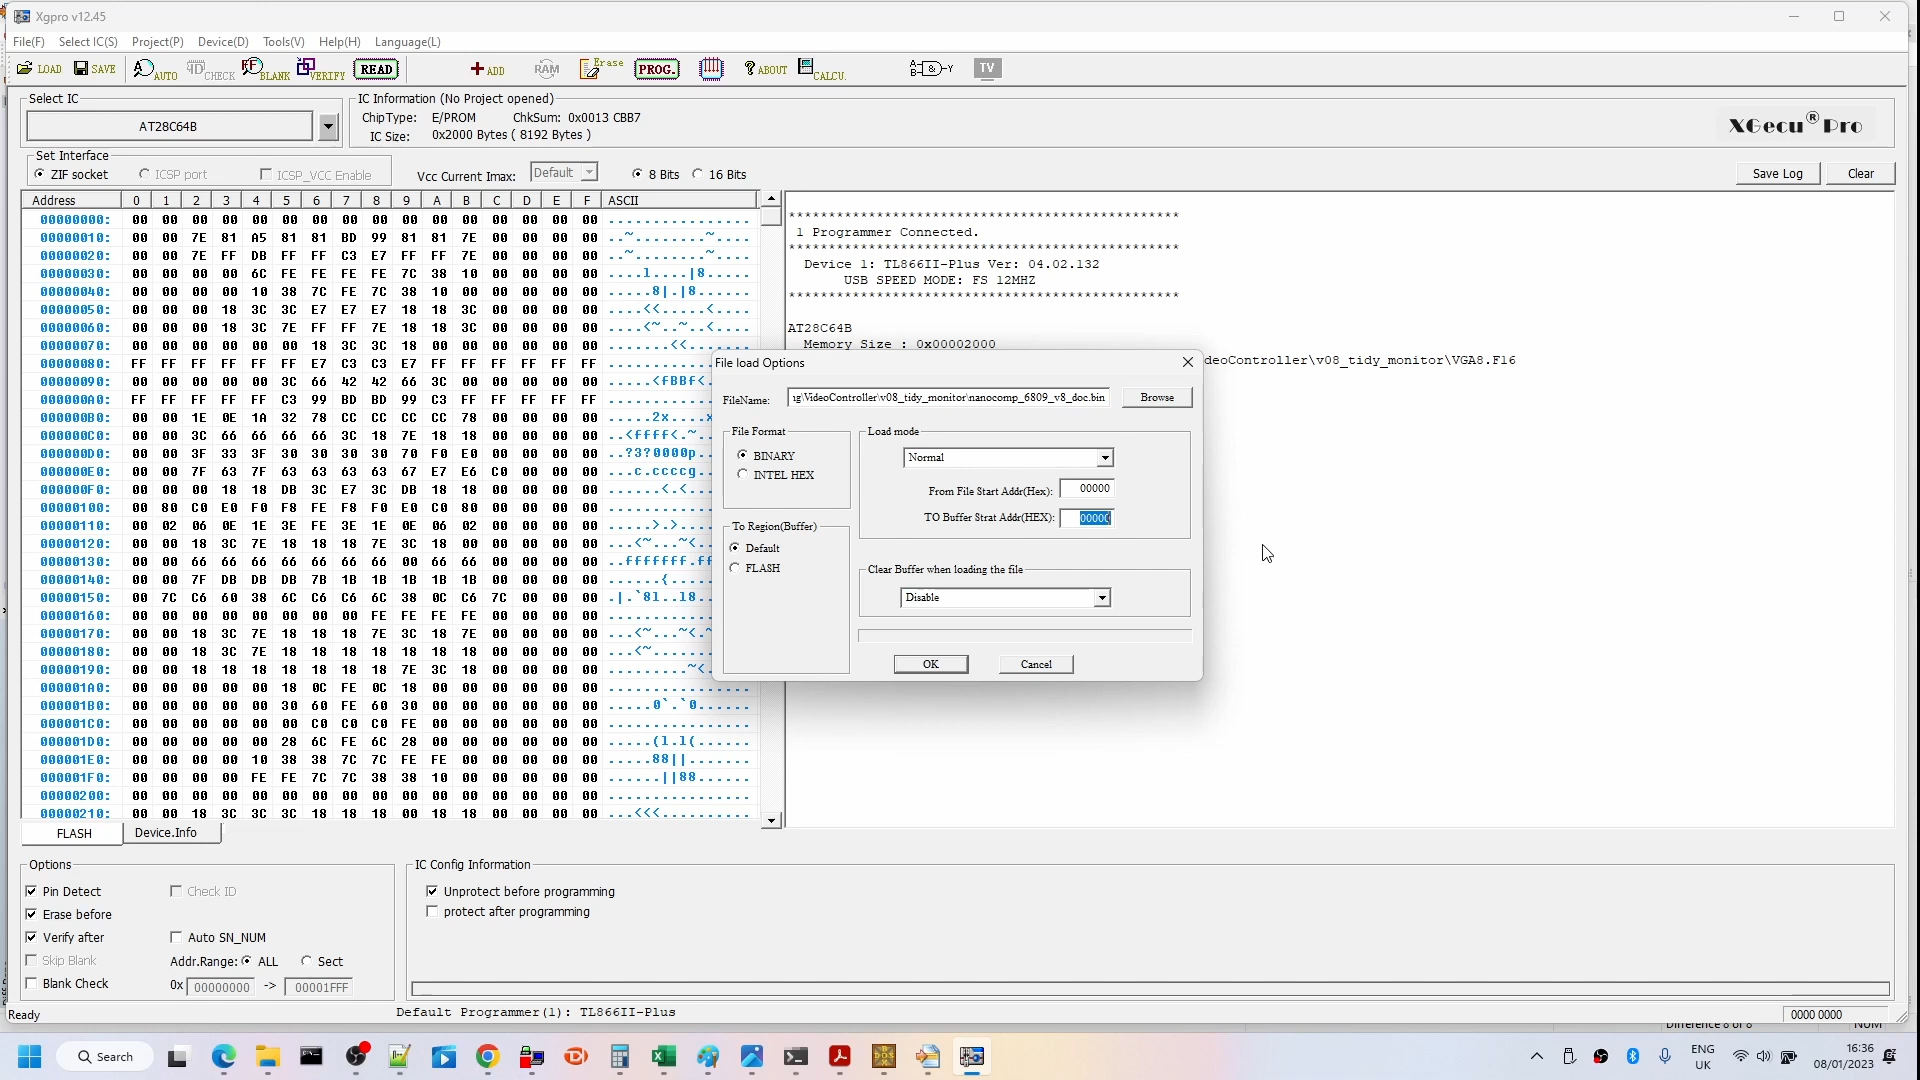 Xgpro v12.45
File(F) Select IC(S) Project(P) Device(D) Tools(V) Help(H) Language(L)
LOAD SAVE AUTO CHECK BLANK VERIFY READ ADD RAM Erase PROG. ABOUT CALCU. TV
Select IC
AT28C64B
IC Information (No Project opened)
ChipType: E/PROM ChkSum: 0x0013 CBB7
IC Size: 0x2000 Bytes ( 8192 Bytes )
XGecu® Pro
Set Interface
ZIF socket ICSP port ICSP_VCC Enable Vcc Current Imax: Default 8 Bits 16 Bits
Save Log Clear
Address 0 1 2 3 4 5 6 7 8 9 A B C D E F ASCII
00000000: 00 00 00 00 00 00 00 00 00 00 00 00 00 00 00 00 ................
00000010: 00 00 7E 81 A5 81 81 BD 99 81 81 7E 00 00 00 00 ..~........~....
00000020: 00 00 7E FF DB FF FF C3 E7 FF FF 7E 00 00 00 00 ..~........~....
00000030: 00 00 00 00 6C FE FE FE FE 7C 38 10 00 00 00 00 ....l....|8.....
00000040: 00 00 00 00 10 38 7C FE 7C 38 10 00 00 00 00 00 .....8|.|8......
00000050: 00 00 00 18 3C 3C E7 E7 E7 18 18 3C 00 00 00 00 ....<<.....<....
00000060: 00 00 00 18 3C 7E FF FF 7E 18 18 3C 00 00 00 00 ....<~..~..<....
00000070: 00 00 00 00 00 00 18 3C 3C 18 00 00 00 00 00 00 .......<<
00000080: FF FF FF FF FF FF E7 C3 C3 E7 FF FF FF FF FF FF
00000090: 00 00 00 00 00 3C 66 42 42 66 3C 00 00 00 00 00 .....<fBBf<.
000000A0: FF FF FF FF FF C3 99 BD BD 99 C3 FF FF FF FF FF
000000B0: 00 00 1E 0E 1A 32 78 CC CC CC CC 78 00 00 00 00 .....2x....x
000000C0: 00 00 3C 66 66 66 66 3C 18 7E 18 18 00 00 00 00 ..<ffff<.~..
000000D0: 00 00 3F 33 3F 30 30 30 30 70 F0 E0 00 00 00 00 ..?3?0000p..
000000E0: 00 00 7F 63 7F 63 63 63 63 67 E7 E6 C0 00 00 00 ...c.ccccg..
000000F0: 00 00 00 18 18 DB 3C E7 3C DB 18 18 00 00 00 00 ......<.<...
00000100: 00 80 C0 E0 F0 F8 FE F8 F0 E0 C0 80 00 00 00 00 ............
00000110: 00 02 06 0E 1E 3E FE 3E 1E 0E 06 02 00 00 00 00 .....>.>....
00000120: 00 00 18 3C 7E 18 18 18 7E 3C 18 00 00 00 00 00 ...<~...~<.
00000130: 00 00 66 66 66 66 66 66 66 00 66 66 00 00 00 00 ..fffffff.ff
00000140: 00 00 7F DB DB DB 7B 1B 1B 1B 1B 1B 00 00 00 00 ......{.....
00000150: 00 7C C6 60 38 6C C6 C6 6C 38 0C C6 7C 00 00 00 .|.`8l..l8..
00000160: 00 00 00 00 00 00 00 00 FE FE FE FE 00 00 00 00 ............
00000170: 00 00 18 3C 7E 18 18 18 7E 3C 18 7E 00 00 00 00 ...<~...~<.~
00000180: 00 00 18 3C 7E 18 18 18 18 18 18 18 00 00 00 00 ...<~.......
00000190: 00 00 18 18 18 18 18 18 18 7E 3C 18 00 00 00 00 .........~<.
000001A0: 00 00 00 00 00 18 0C FE 0C 18 00 00 00 00 00 00 ................
000001B0: 00 00 00 00 00 30 60 FE 60 30 00 00 00 00 00 00 .....0`.`0......
000001C0: 00 00 00 00 00 00 C0 C0 C0 FE 00 00 00 00 00 00 ................
000001D0: 00 00 00 00 00 28 6C FE 6C 28 00 00 00 00 00 00 .....(l.l(......
000001E0: 00 00 00 00 10 38 38 7C 7C FE FE 00 00 00 00 00 .....88||.......
000001F0: 00 00 00 00 FE FE 7C 7C 38 38 10 00 00 00 00 00 ......||88......
00000200: 00 00 00 00 00 00 00 00 00 00 00 00 00 00 00 00 ................
00000210: 00 00 18 3C 3C 3C 18 18 18 00 18 18 00 00 00 00 ...<<<..........
FLASH Device.Info
*************************************************
1 Programmer Connected.
*************************************************
Device 1: TL866II-Plus Ver: 04.02.132
USB SPEED MODE: FS 12MHZ
*************************************************
AT28C64B
Memory Size : 0x00002000
deoController\v08_tidy_monitor\VGA8.F16
File load Options
FileName: ıg\VideoController\v08_tidy_monitor\nanocomp_6809_v8_doc.bin Browse
File Format
BINARY
INTEL HEX
To Region(Buffer)
Default
FLASH
Load mode
Normal
From File Start Addr(Hex): 00000
TO Buffer Strat Addr(HEX): 00000
Clear Buffer when loading the file
Disable
OK Cancel
Options
Pin Detect Check ID
Erase before
Verify after Auto SN_NUM
Skip Blank Addr.Range: ALL Sect
Blank Check 0x 00000000 -> 00001FFF
IC Config Information
Unprotect before programming
protect after programming
Ready Default Programmer(1): TL866II-Plus 0000 0000
Difference 8 of 8 NUM
Search
ENG
UK
16:36
08/01/2023